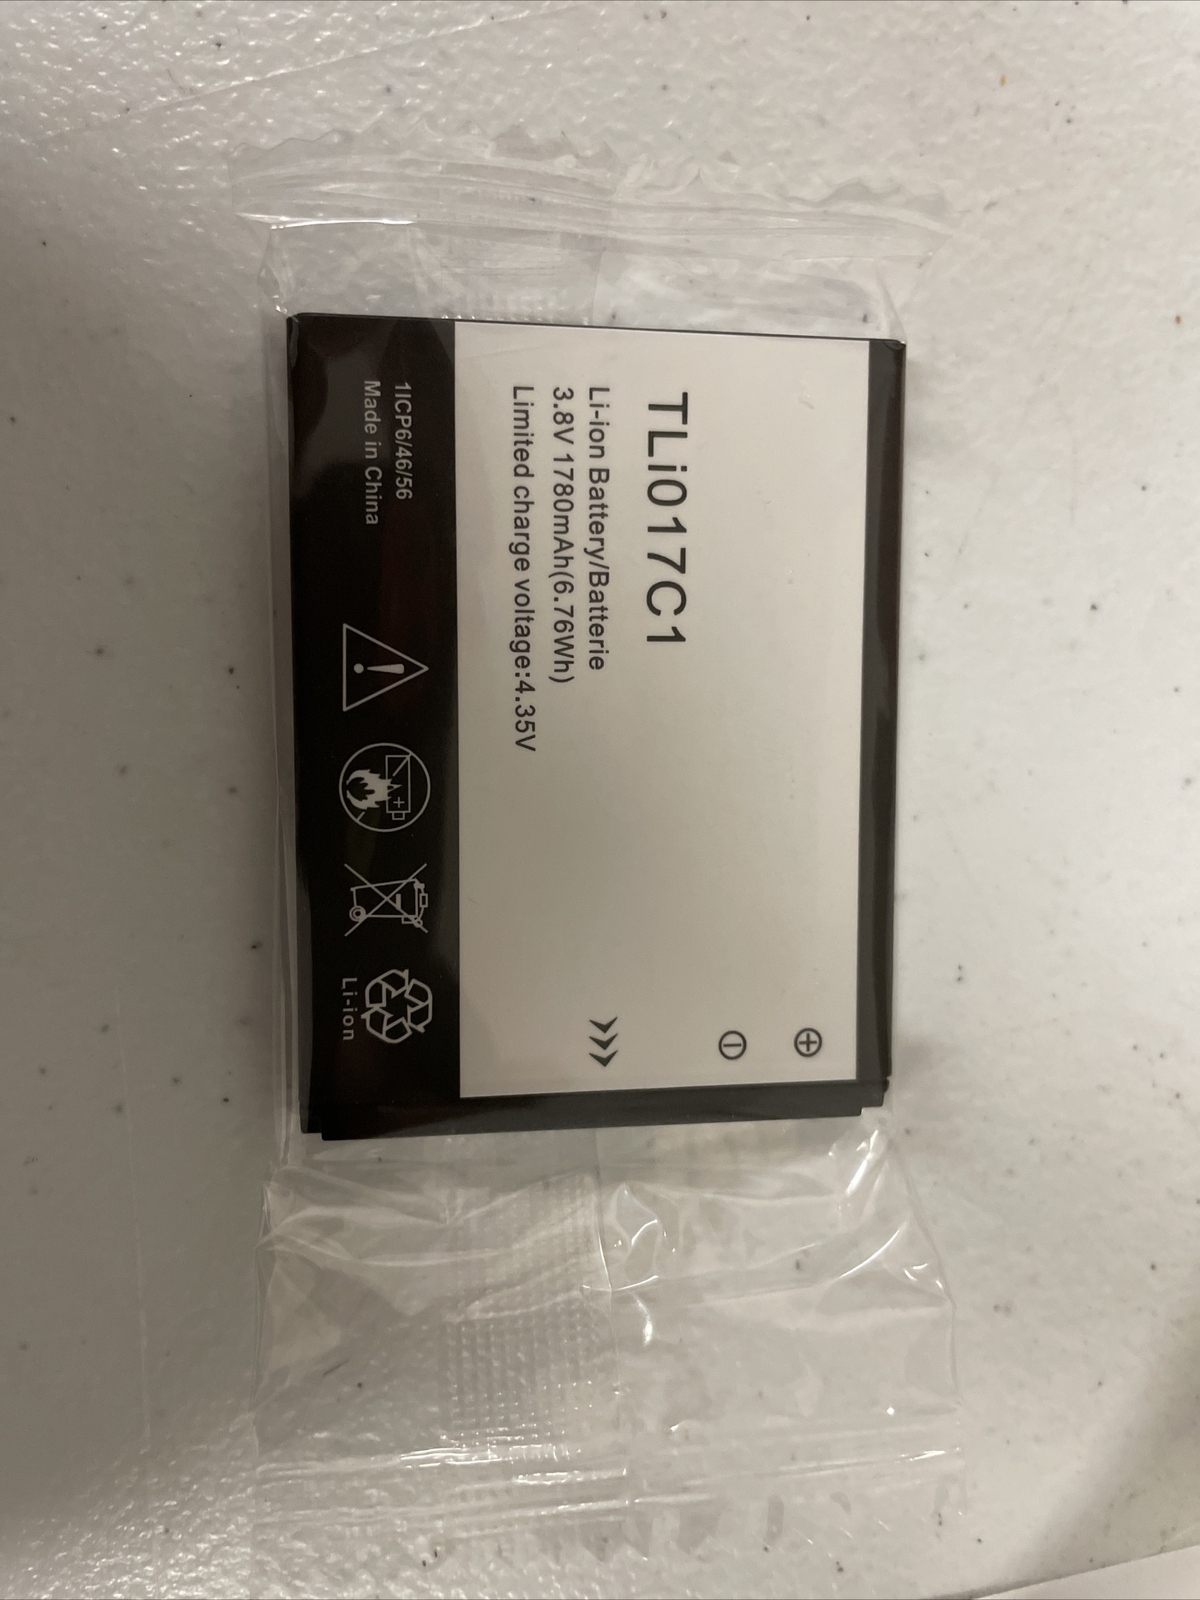 TLi017C1
Li-ion Battery/Batterie
3.8V 1780mAh(6.76Wh)
Limited charge voltage:4.35V
1ICP6/46/56
Made in China
Li-ion